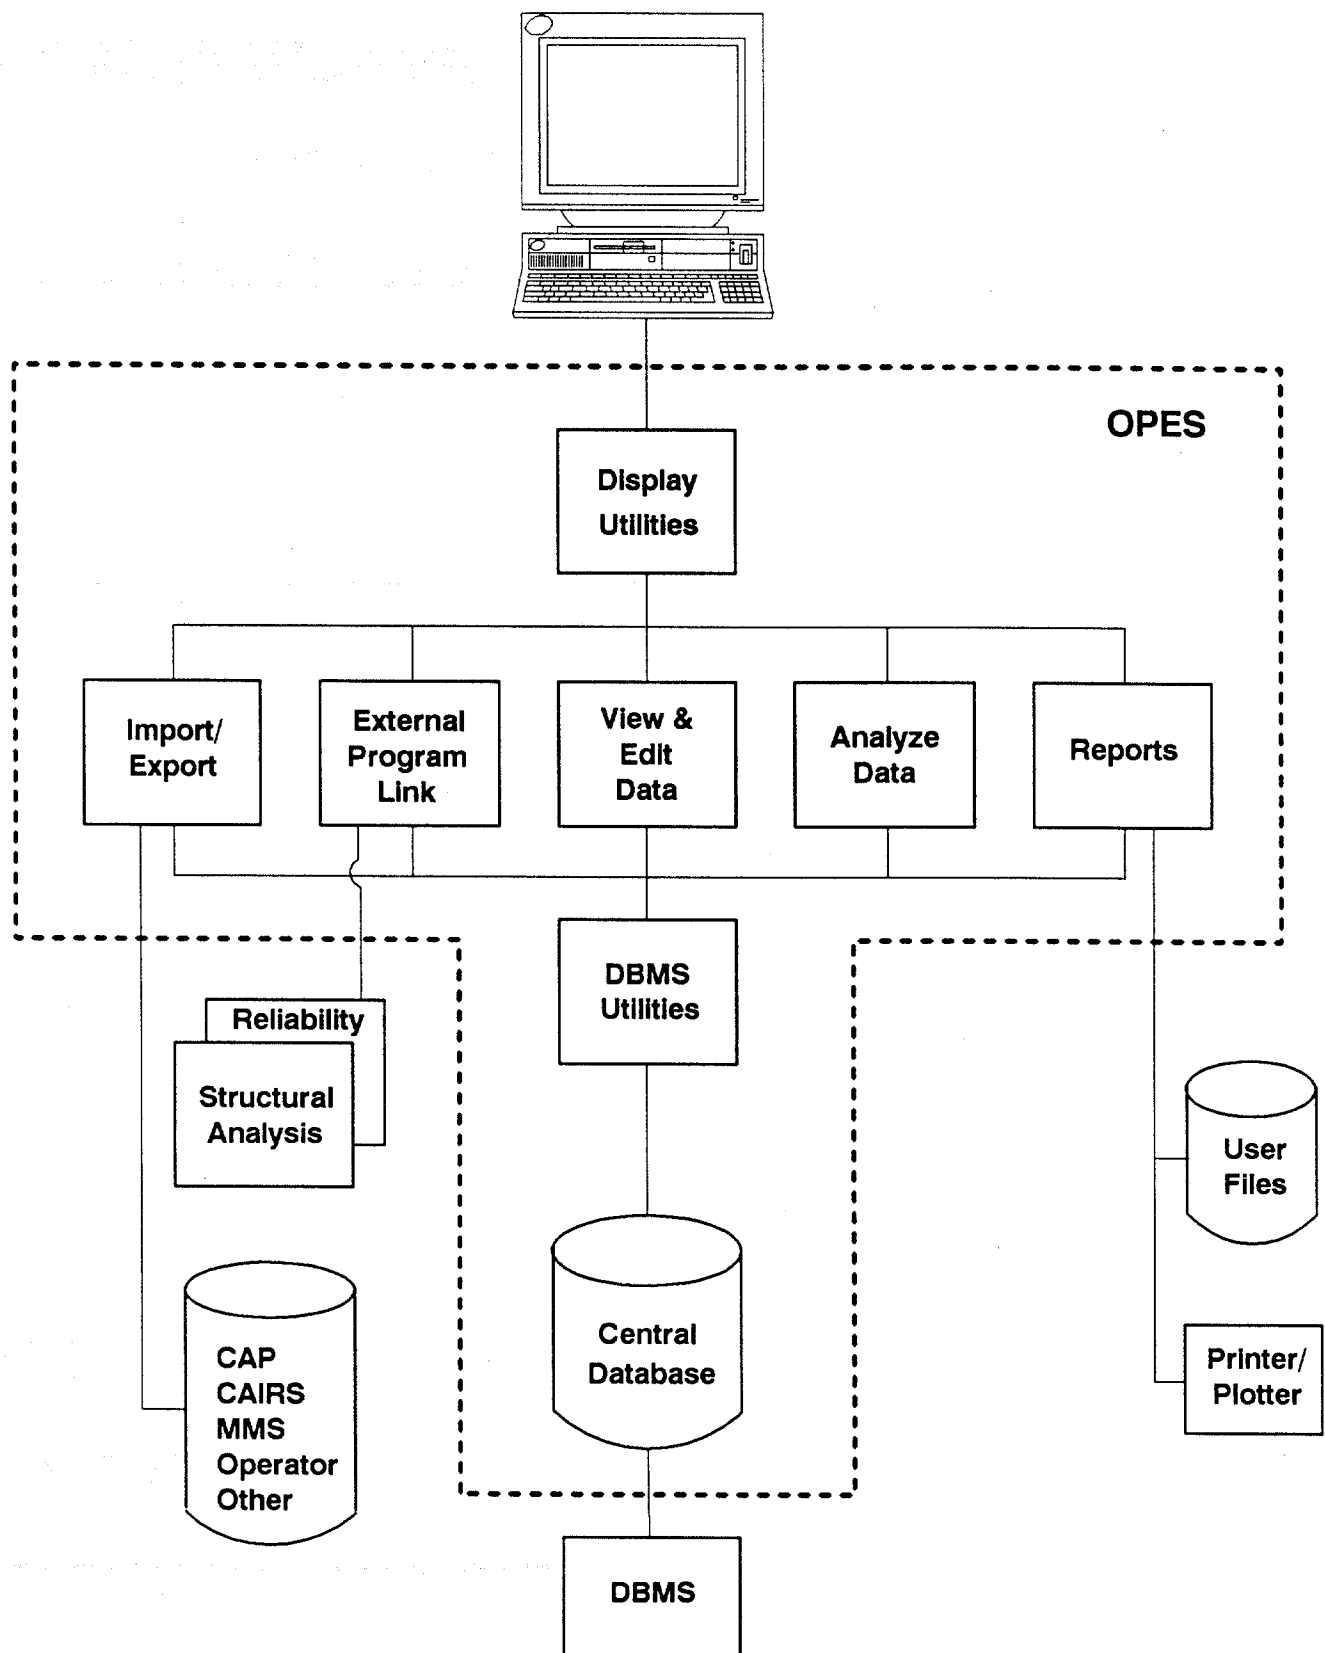 OPES
Display
Utilities
Import/
Export
External
Program
Link
View &
Edit
Data
Analyze
Data
Reports
DBMS
Utilities
Reliability
Structural
Analysis
User
Files
Central
Database
Printer/
Plotter
CAP
CAIRS
MMS
Operator
Other
DBMS